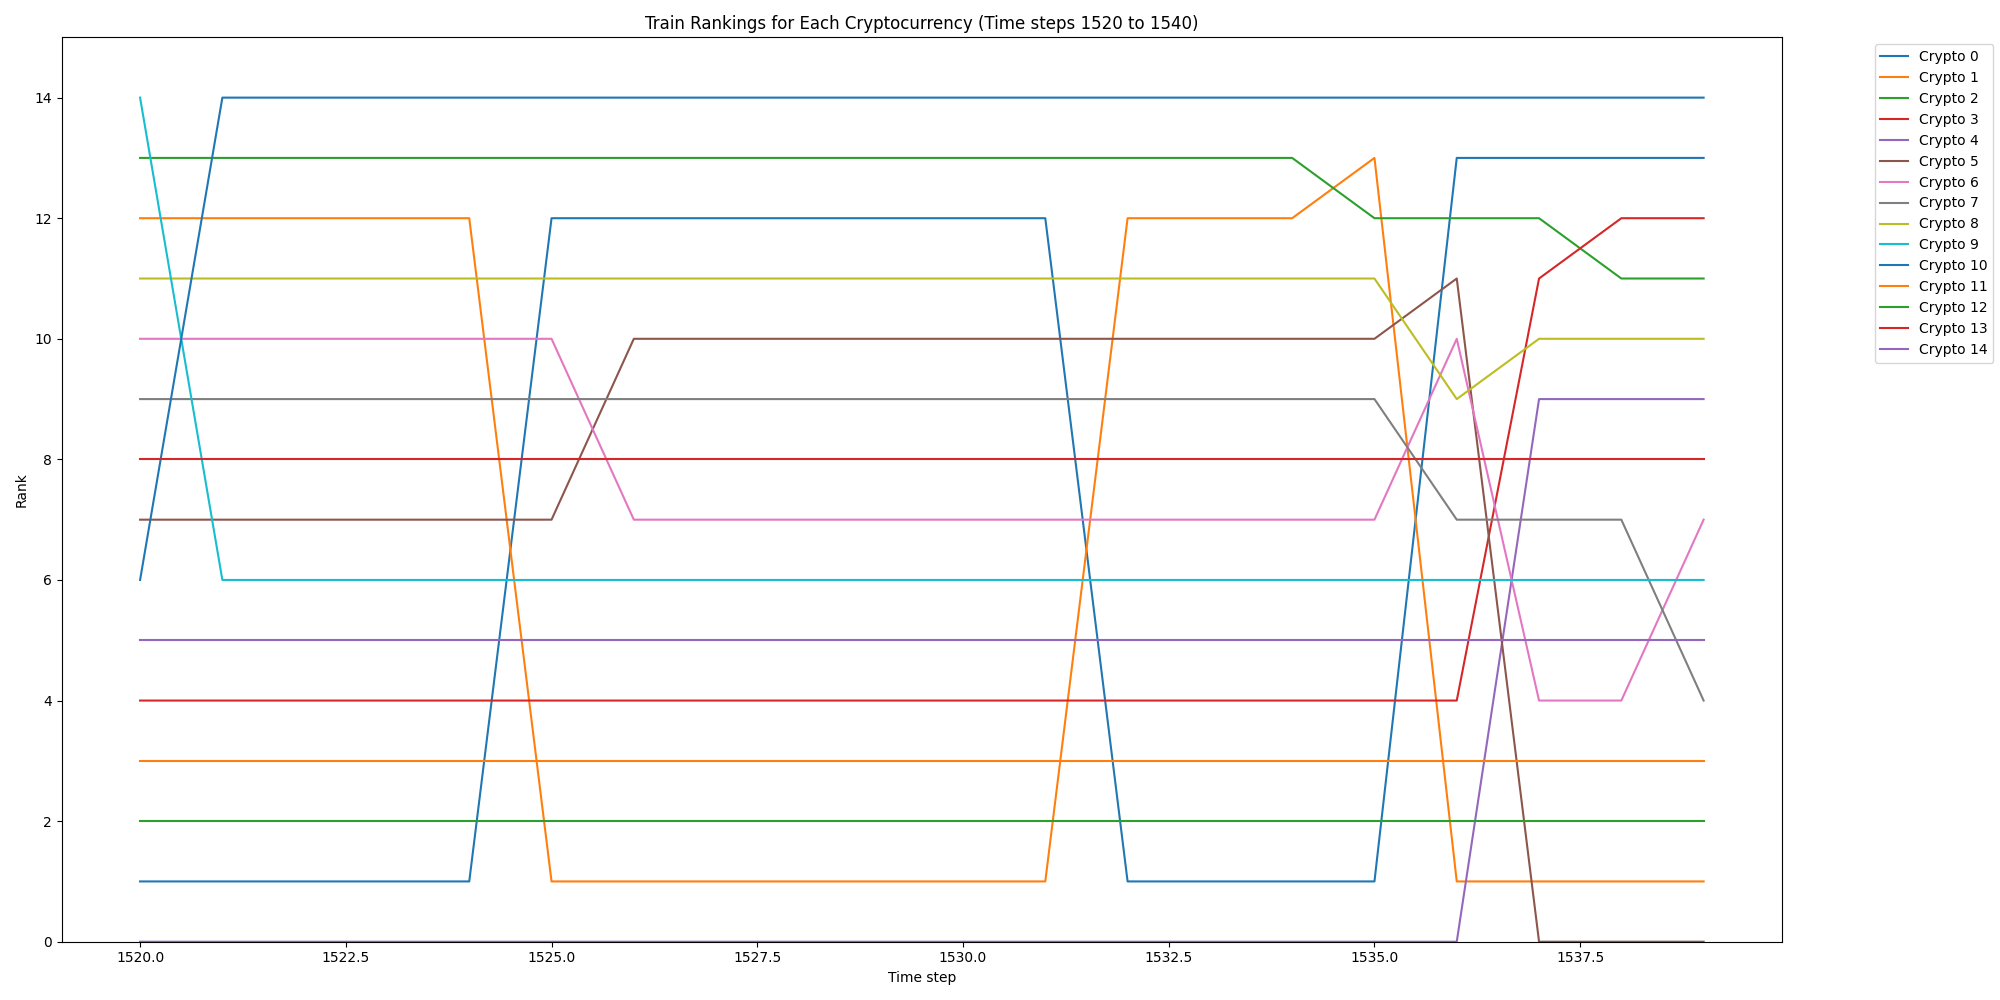 Train Rankings for Each Cryptocurrency (Time steps 1520 to 1540)
Rank
14
12
10
8
6
4
2
0
1520.0 1522.5 1525.0 1527.5 1530.0 1532.5 1535.0 1537.5
Time step
Crypto 0
Crypto 1
Crypto 2
Crypto 3
Crypto 4
Crypto 5
Crypto 6
Crypto 7
Crypto 8
Crypto 9
Crypto 10
Crypto 11
Crypto 12
Crypto 13
Crypto 14